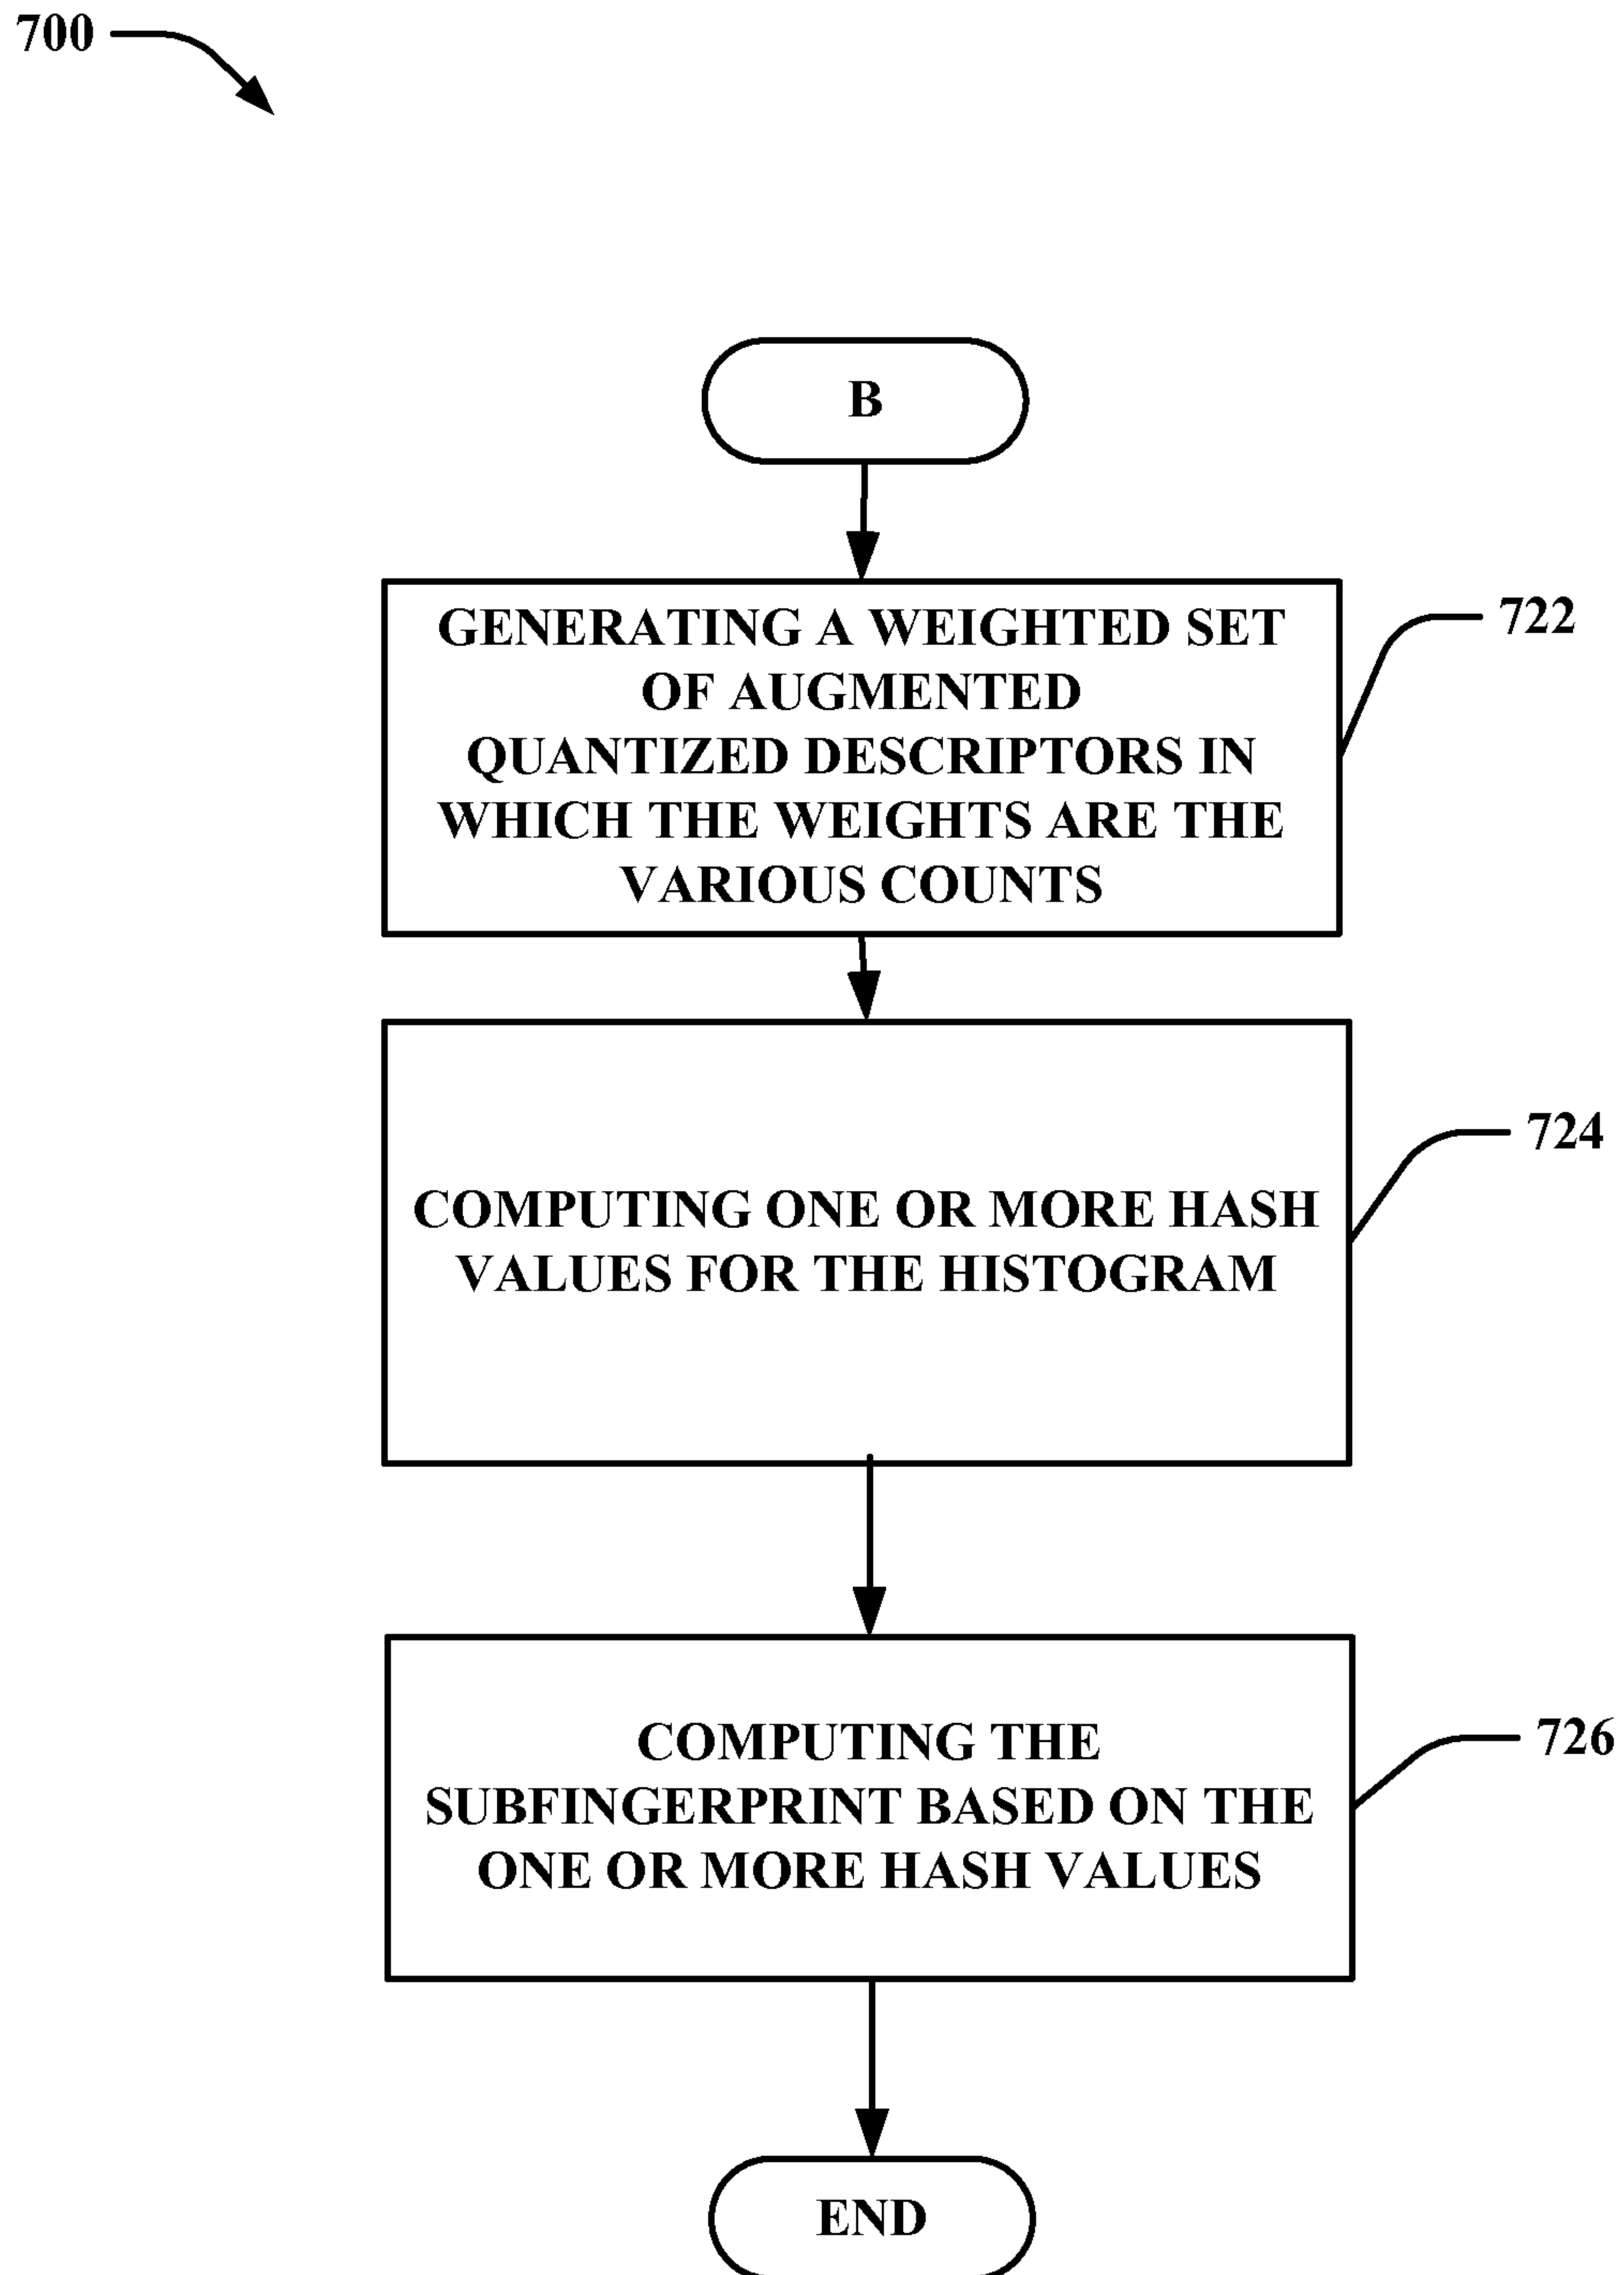 700
B
GENERATING A WEIGHTED SET
OF AUGMENTED
QUANTIZED DESCRIPTORS IN
WHICH THE WEIGHTS ARE THE
VARIOUS COUNTS
722
COMPUTING ONE OR MORE HASH
VALUES FOR THE HISTOGRAM
724
COMPUTING THE
SUBFINGERPRINT BASED ON THE
ONE OR MORE HASH VALUES
726
END